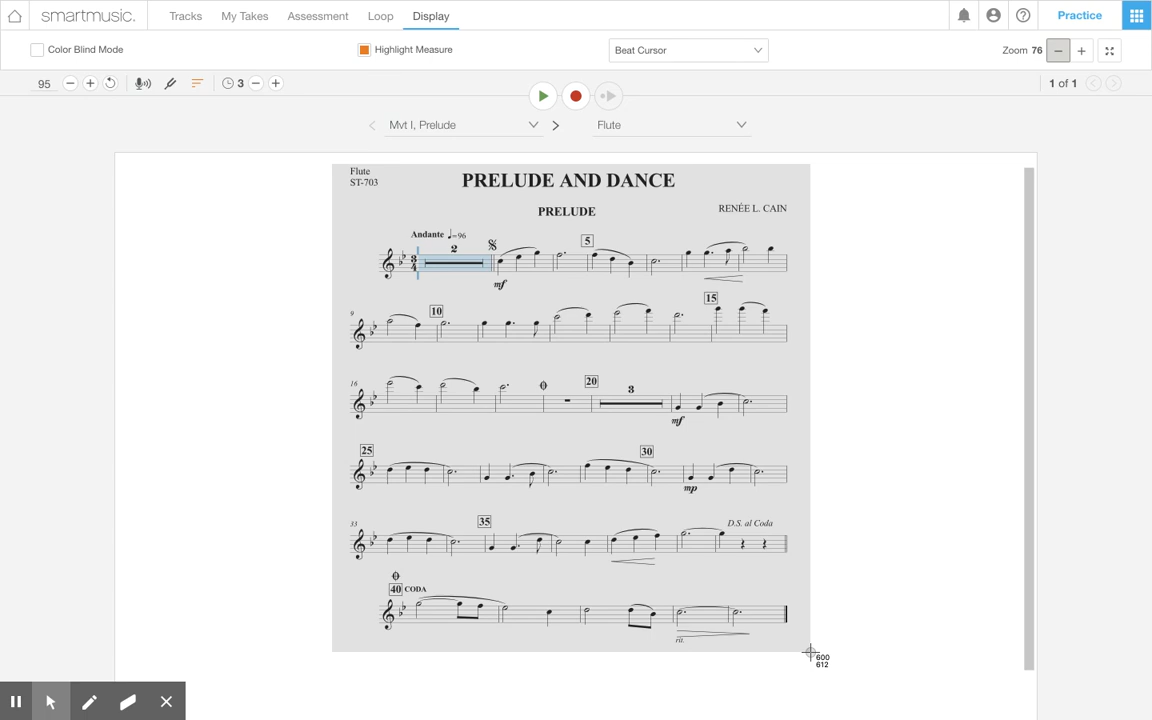 smartmusic. Tracks My Takes Assessment Loop Display Practice
Color Blind Mode Highlight Measure Beat Cursor Zoom 76
95 3 1 of 1
Mvt I, Prelude Flute
Flute
ST-703
PRELUDE AND DANCE
PRELUDE
RENÉE L. CAIN
Andante ♩=96
2 5
3
4
mf
9 10 15
16 20 3
mf
25 30
mp
33 35 D.S. al Coda
40 CODA
rit.
600
612